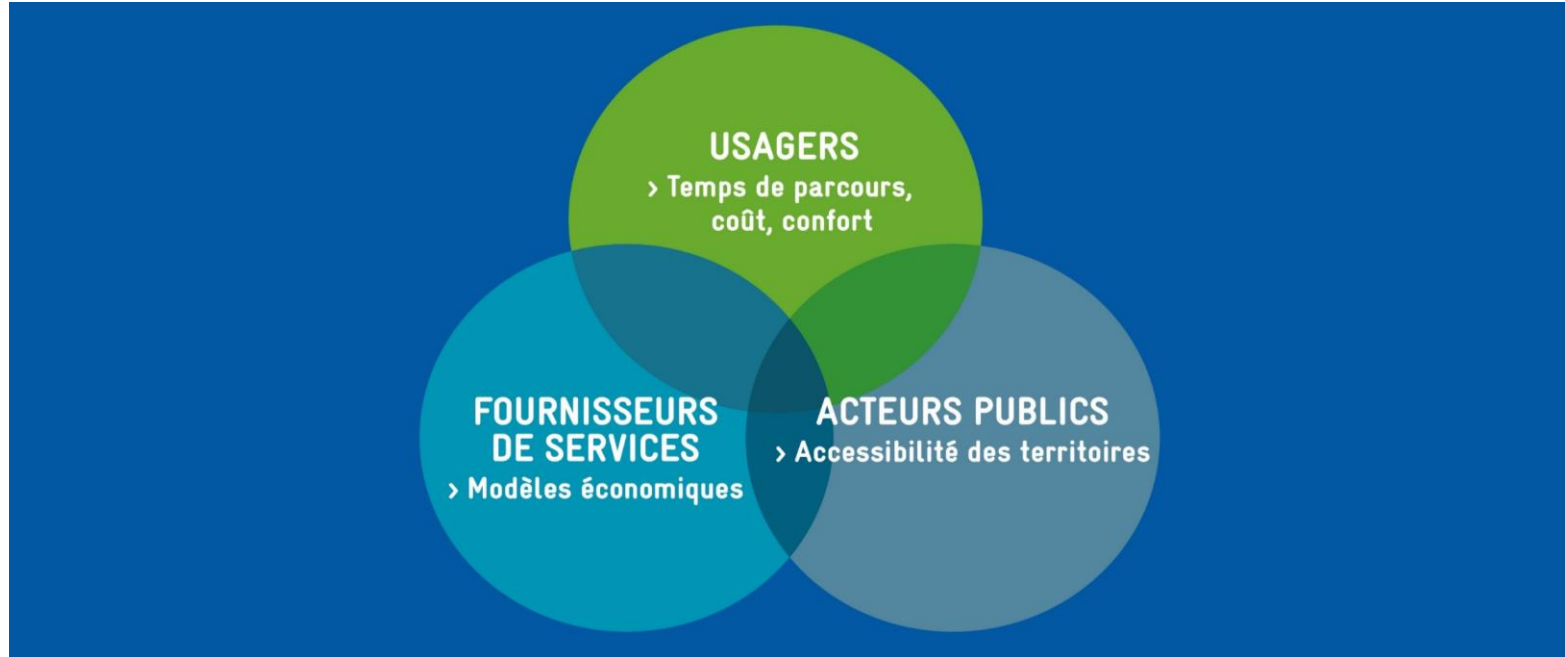 USAGERS
› Temps de parcours,
coût, confort
FOURNISSEURS
DE SERVICES
› Modèles économiques
ACTEURS PUBLICS
› Accessibilité des territoires